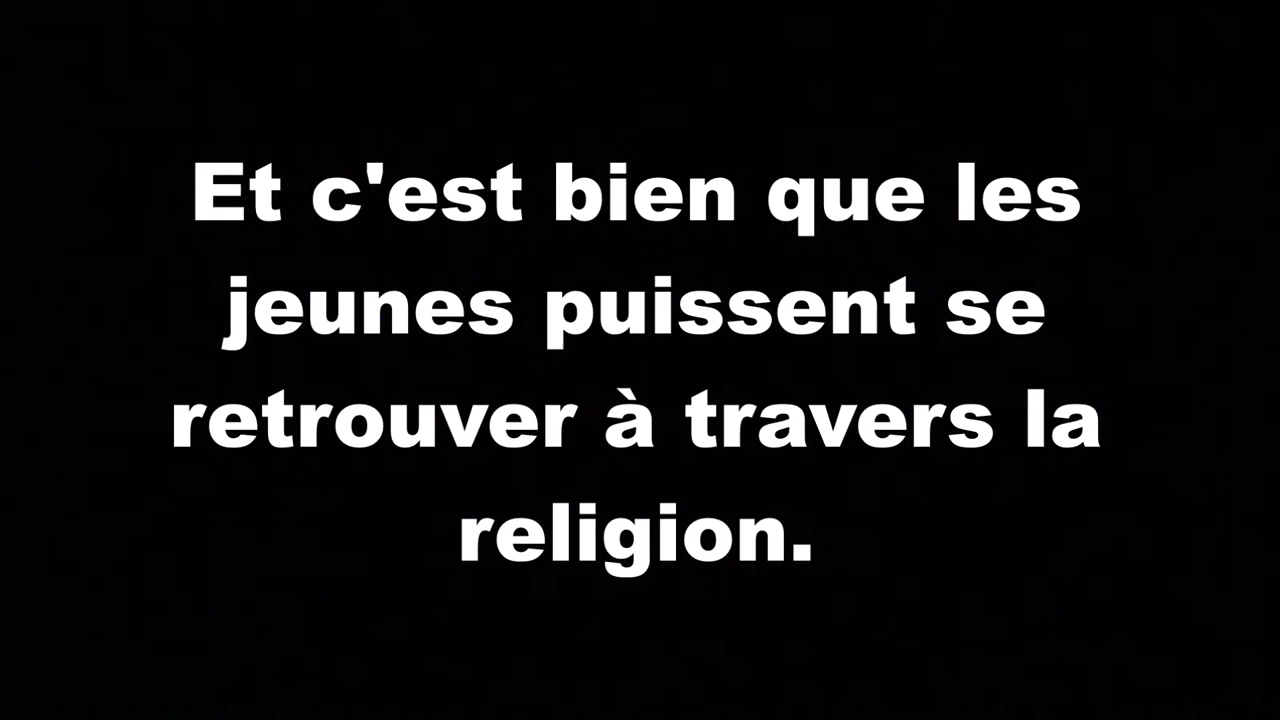 Et c'est bien que les
jeunes puissent se
retrouver à travers la
religion.